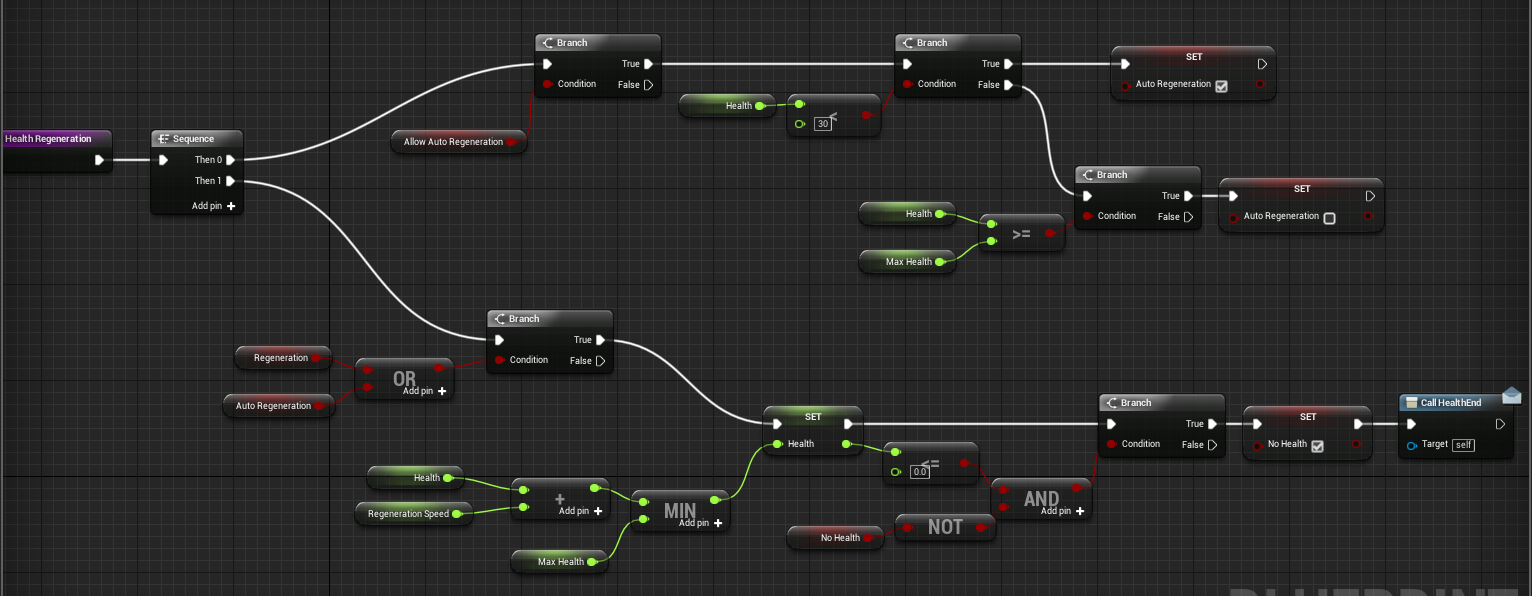 Health Regeneration
Sequence
Then 0
Then 1
Add pin
Branch
True
Condition
False
Allow Auto Regeneration
Health
30
<
Branch
True
Condition
False
SET
Auto Regeneration
Branch
True
Condition
False
Health
Max Health
>=
SET
Auto Regeneration
Branch
True
Condition
False
Regeneration
Auto Regeneration
OR
Add pin
SET
Health
Health
Regeneration Speed
+
Add pin
MIN
Add pin
Max Health
<=
0.0
No Health
NOT
AND
Add pin
Branch
True
Condition
False
SET
No Health
Call HealthEnd
Target self
BLUEPRINT